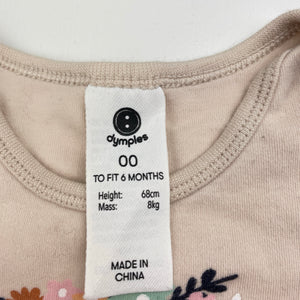 dymples
00
TO FIT 6 MONTHS
Height: 68cm
Mass: 8kg
MADE IN
CHINA